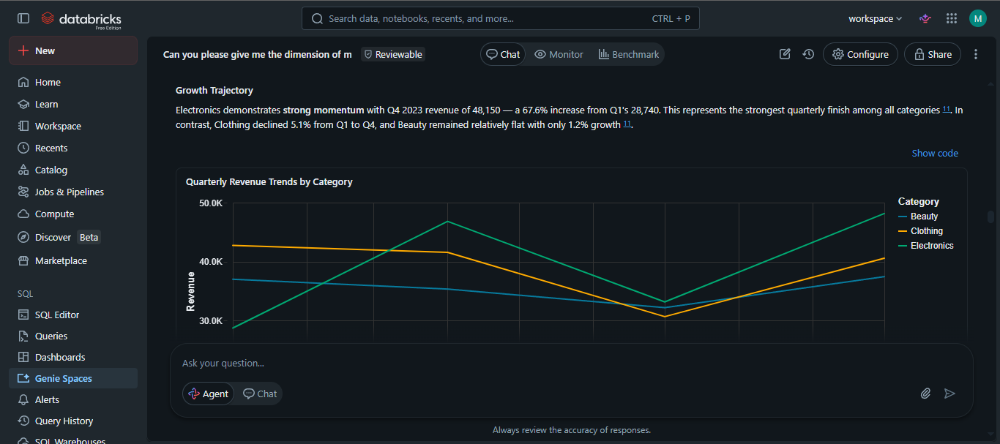 databricks
Free Edition
Search data, notebooks, recents, and more...
CTRL + P
workspace
M
New
Home
Learn
Workspace
Recents
Catalog
Jobs & Pipelines
Compute
Discover Beta
Marketplace
SQL
SQL Editor
Queries
Dashboards
Genie Spaces
Alerts
Query History
SQL Warehouses
Can you please give me the dimension of m
Reviewable
Chat
Monitor
Benchmark
Configure
Share
Growth Trajectory
Electronics demonstrates strong momentum with Q4 2023 revenue of 48,150 — a 67.6% increase from Q1's 28,740. This represents the strongest quarterly finish among all categories 11. In
contrast, Clothing declined 5.1% from Q1 to Q4, and Beauty remained relatively flat with only 1.2% growth 11.
Show code
Quarterly Revenue Trends by Category
50.0K
40.0K
30.0K
Revenue
Category
Beauty
Clothing
Electronics
Ask your question...
Agent
Chat
Always review the accuracy of responses.